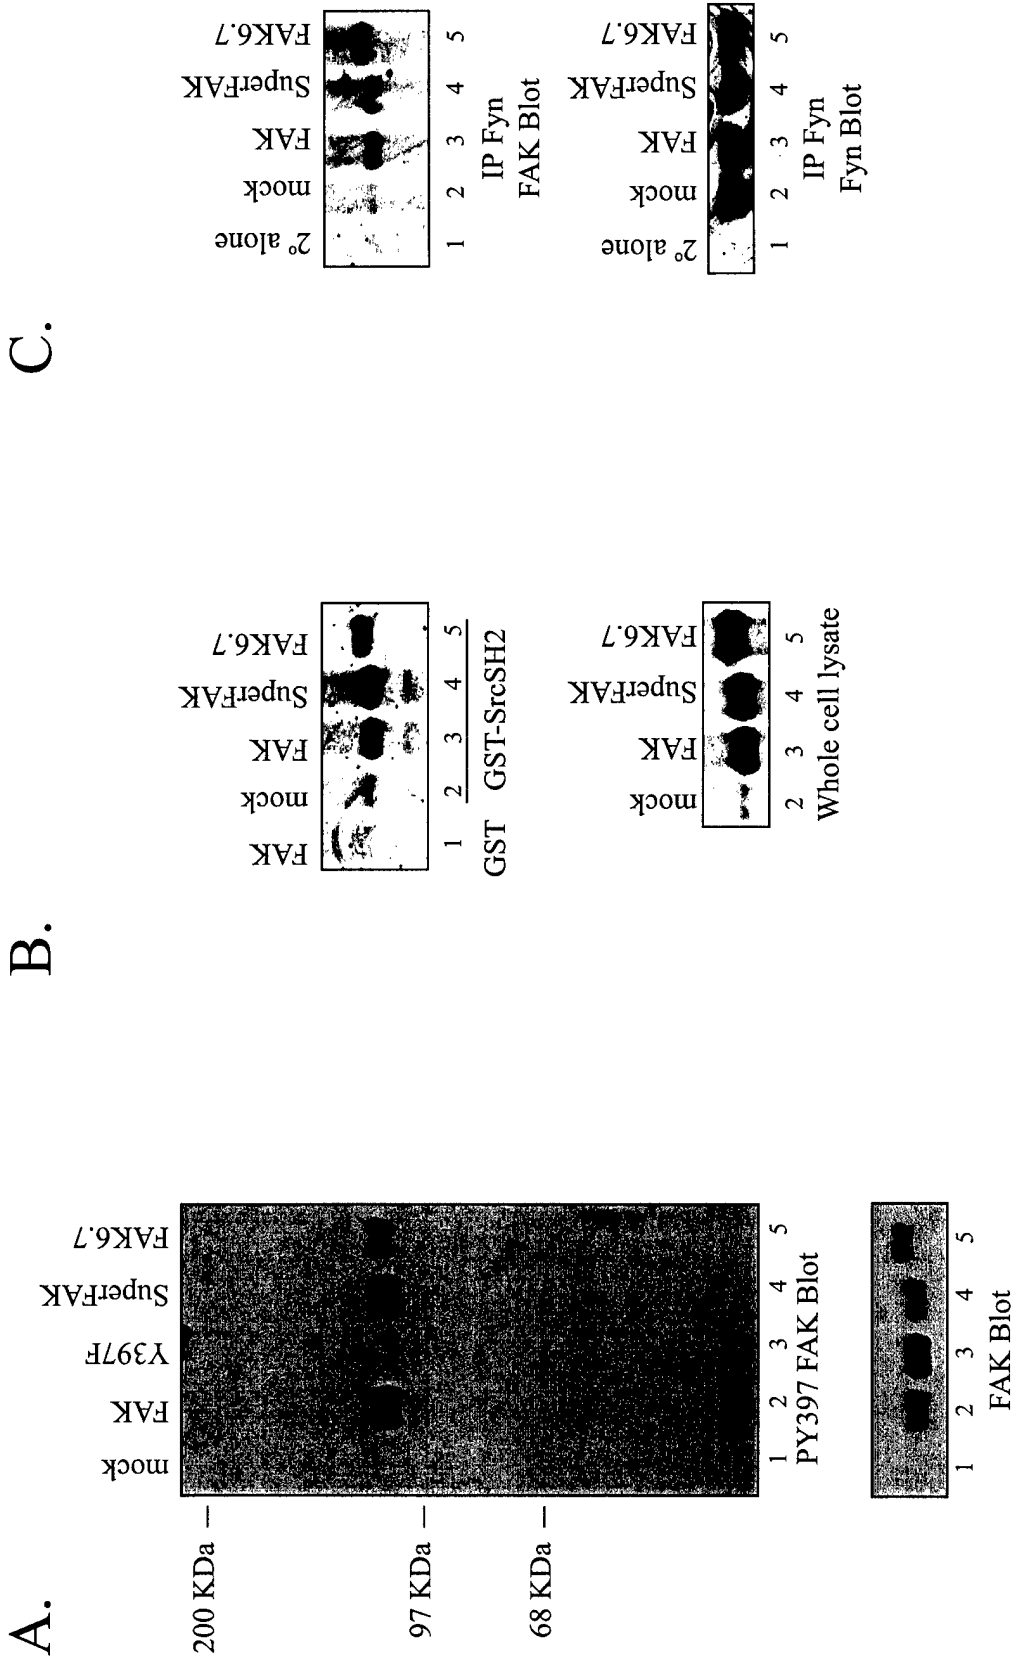 A.
mock FAK Y397F SuperFAK FAK6.7
200 KDa
97 KDa
68 KDa
1 2 3 4 5
PY397 FAK Blot
1 2 3 4 5
FAK Blot
B.
FAK mock FAK SuperFAK FAK6.7
1 2 3 4 5
GST GST-SrcSH2
mock FAK SuperFAK FAK6.7
2 3 4 5
Whole cell lysate
C.
2° alone mock FAK SuperFAK FAK6.7
1 2 3 4 5
IP Fyn
FAK Blot
2° alone mock FAK SuperFAK FAK6.7
1 2 3 4 5
IP Fyn
Fyn Blot